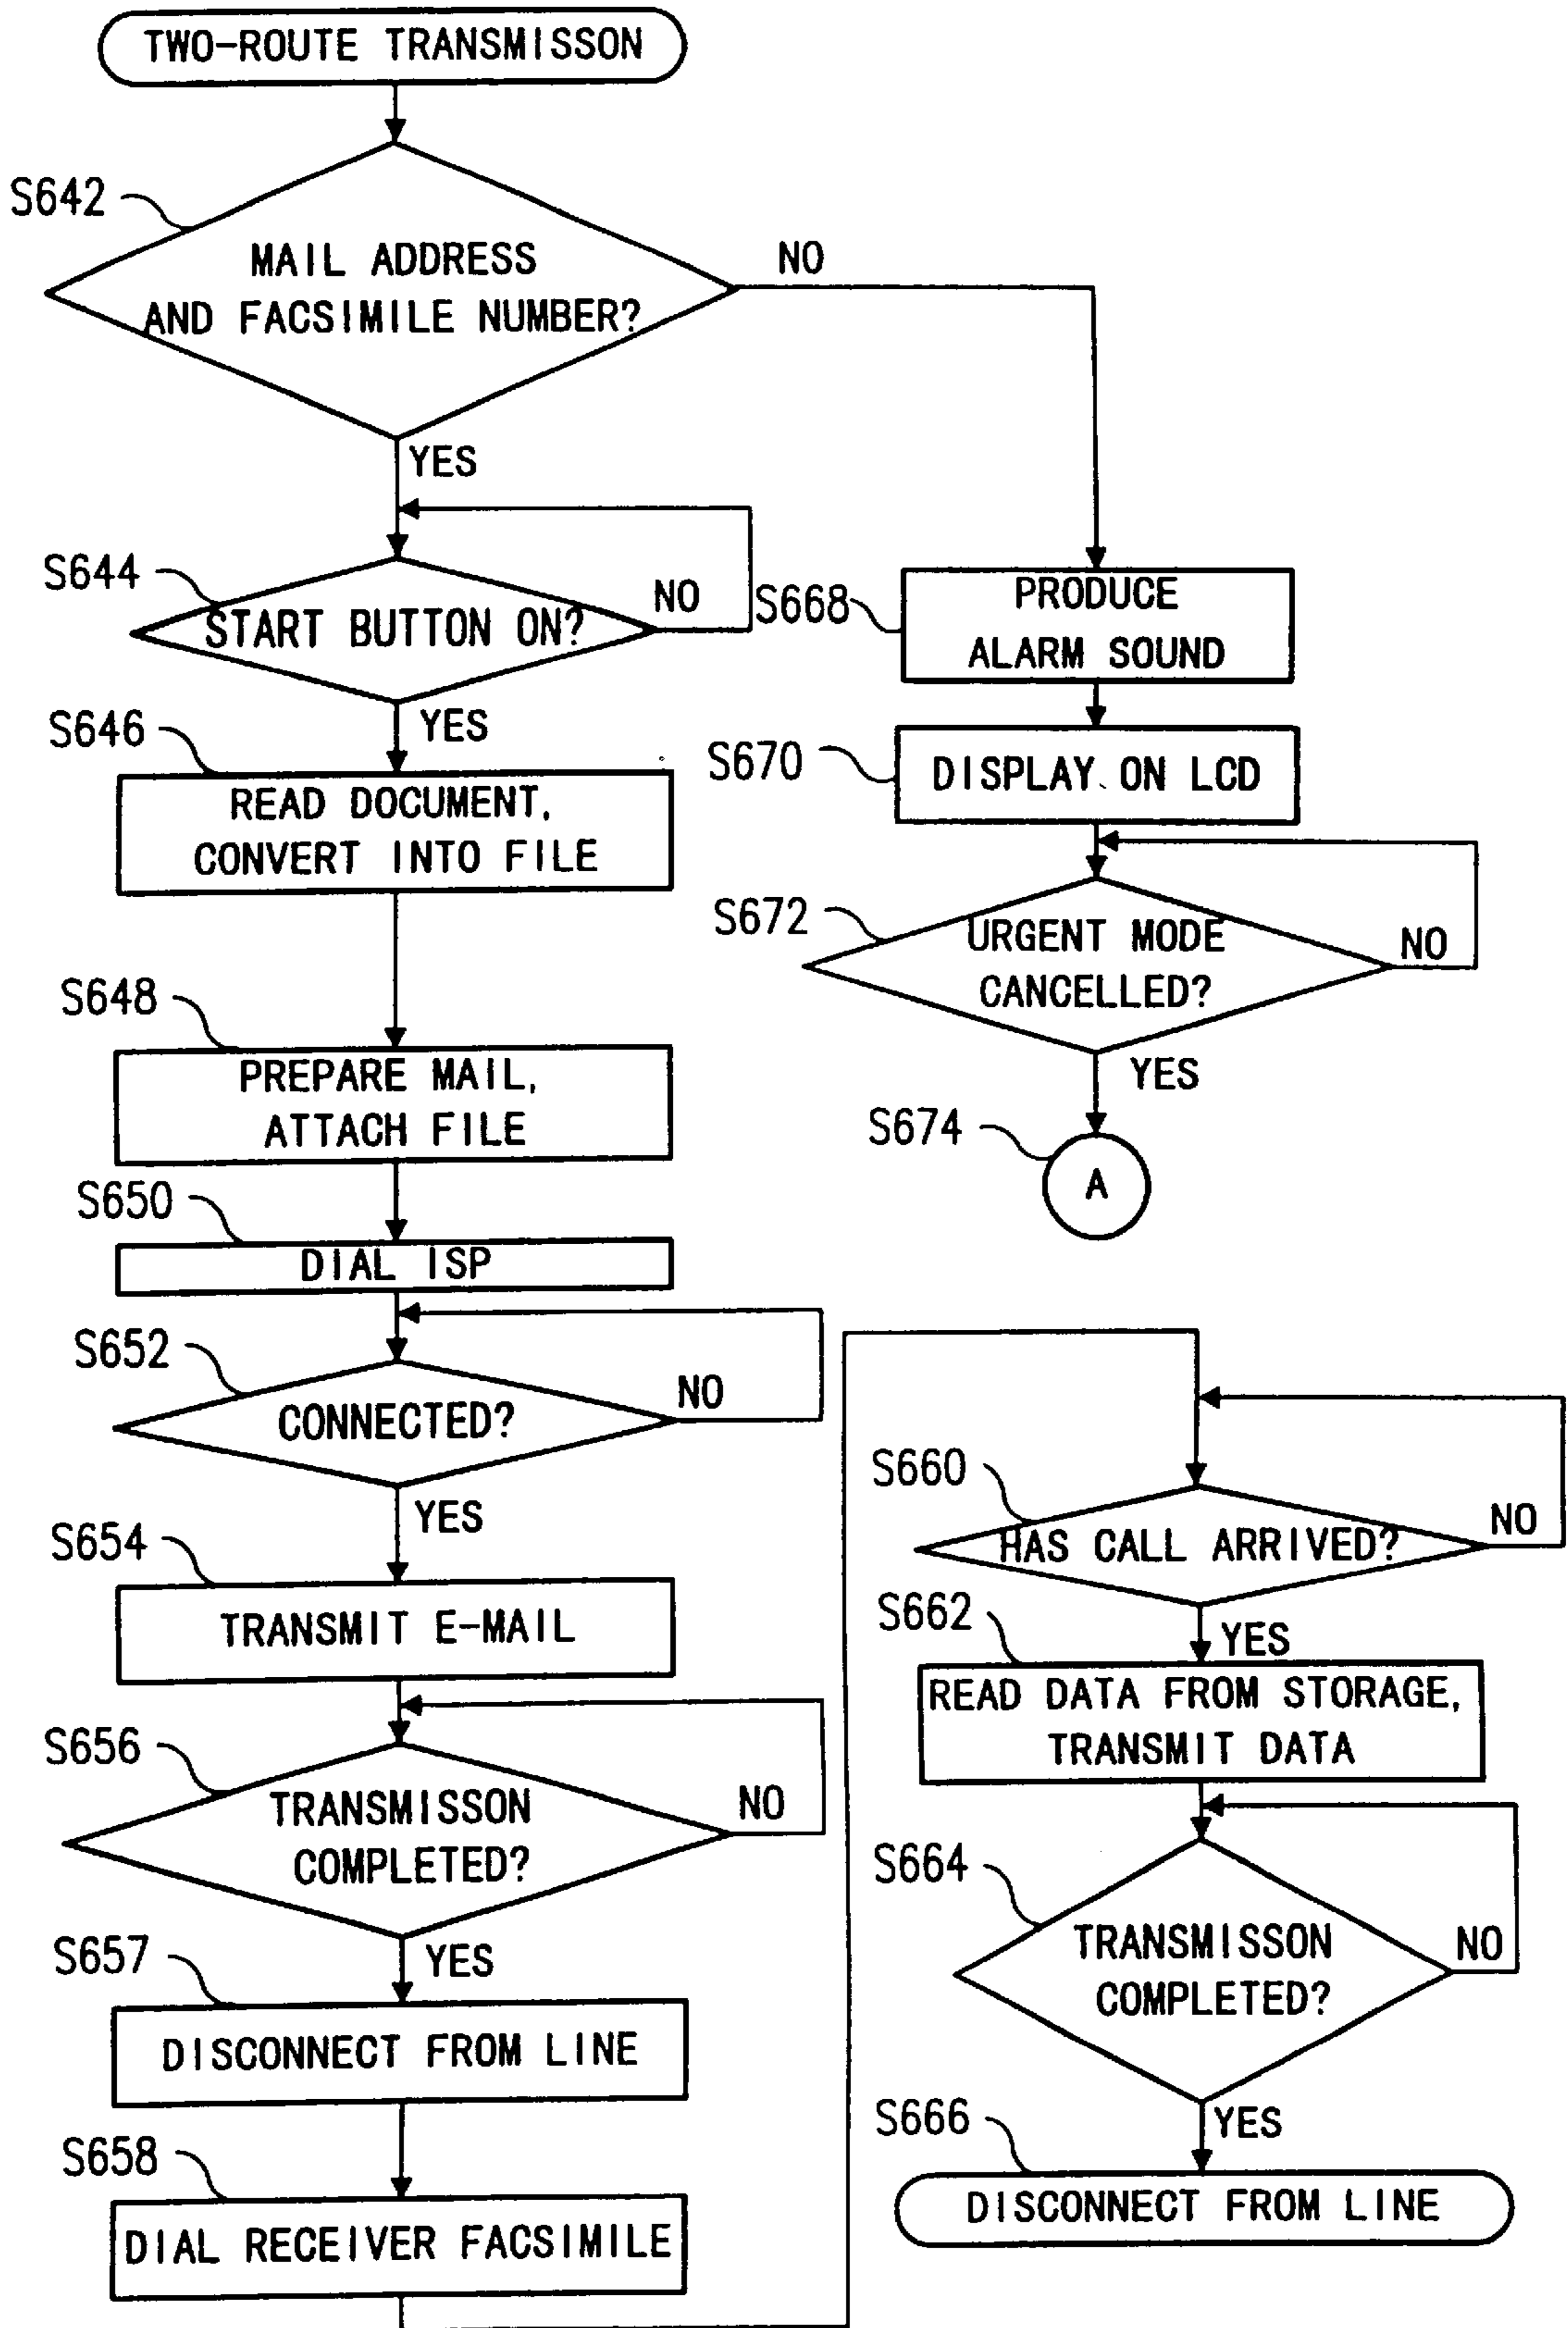 TWO-ROUTE TRANSMISSON
S642
MAIL ADDRESS
AND FACSIMILE NUMBER?
NO
YES
S644
START BUTTON ON?
NO
YES
S646
READ DOCUMENT,
CONVERT INTO FILE
S648
PREPARE MAIL,
ATTACH FILE
S650
DIAL ISP
S652
CONNECTED?
NO
YES
S654
TRANSMIT E-MAIL
S656
TRANSMISSON
COMPLETED?
NO
YES
S657
DISCONNECT FROM LINE
S658
DIAL RECEIVER FACSIMILE
S668
PRODUCE
ALARM SOUND
S670
DISPLAY ON LCD
S672
URGENT MODE
CANCELLED?
NO
YES
S674
A
S660
HAS CALL ARRIVED?
NO
YES
S662
READ DATA FROM STORAGE,
TRANSMIT DATA
S664
TRANSMISSON
COMPLETED?
NO
YES
S666
DISCONNECT FROM LINE